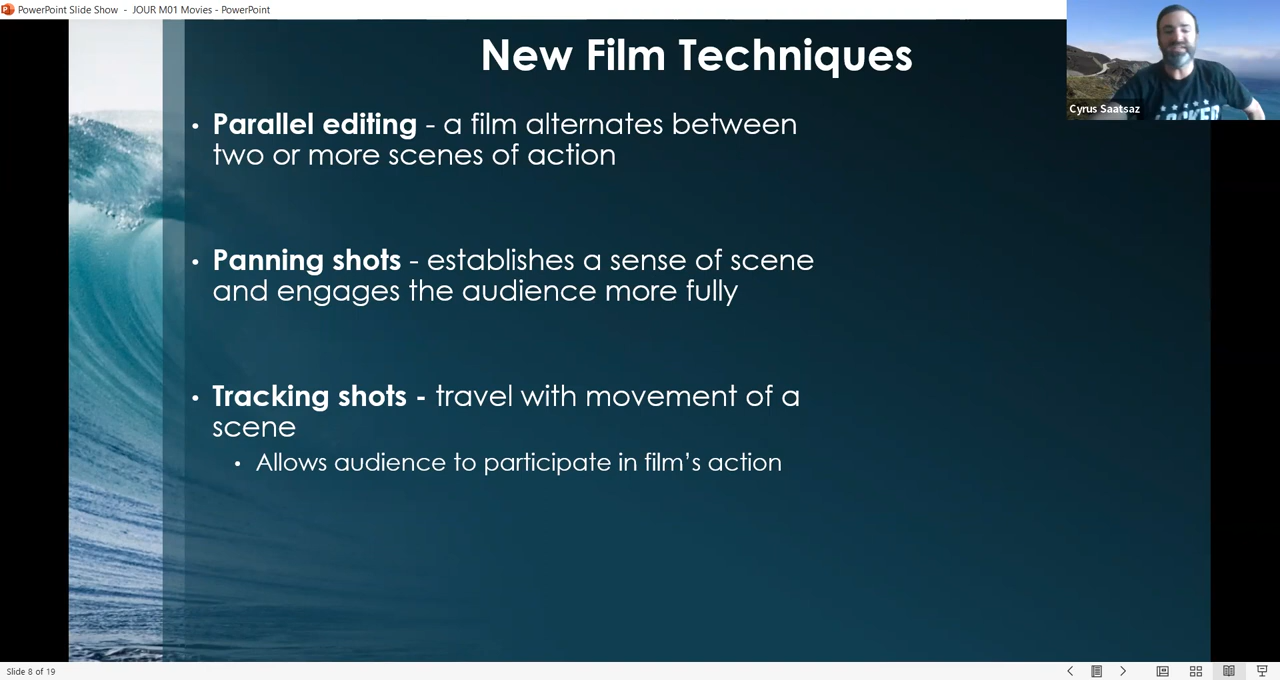 PowerPoint Slide Show - JOUR M01 Movies - PowerPoint
New Film Techniques
Cyrus Saatsaz
• Parallel editing - a film alternates between
two or more scenes of action
• Panning shots - establishes a sense of scene
and engages the audience more fully
• Tracking shots - travel with movement of a
scene
• Allows audience to participate in film's action
Slide 8 of 19